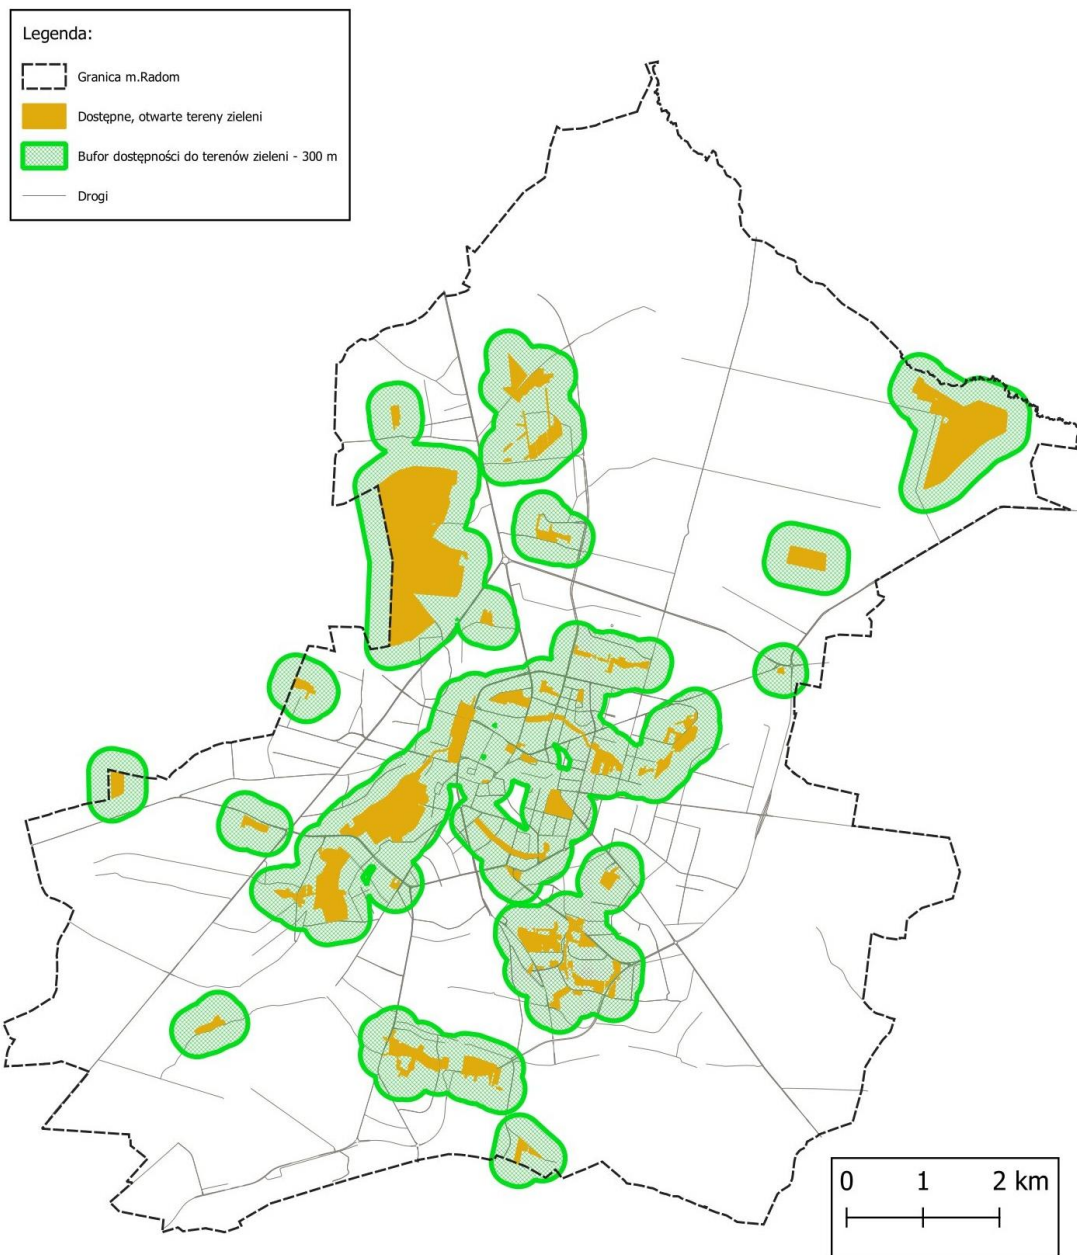 Legenda:
Granica m.Radom
Dostępne, otwarte tereny zieleni
Bufor dostępności do terenów zieleni - 300 m
Drogi
0 1 2 km